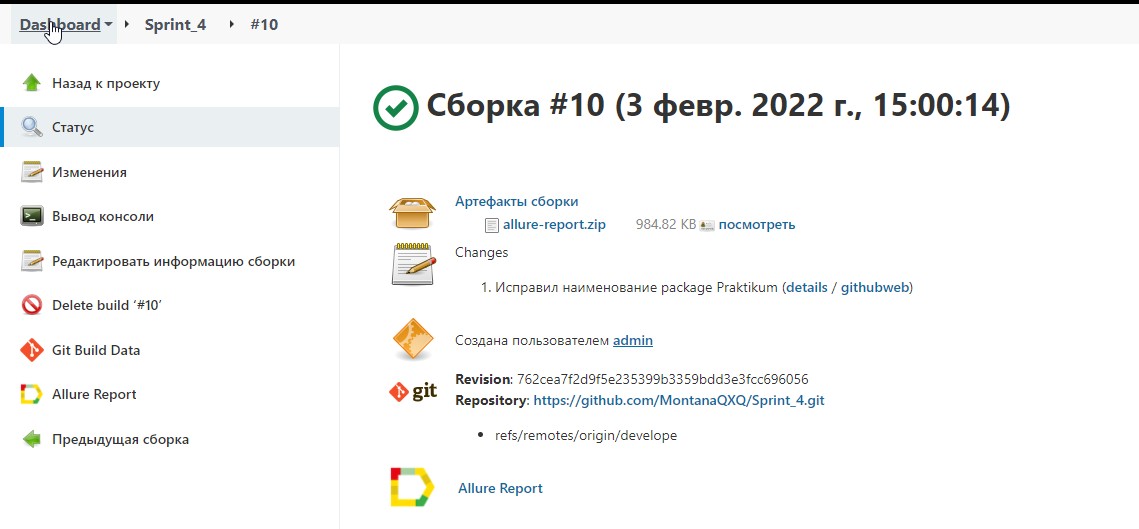 Dashboard Sprint_4 #10
Назад к проекту
Статус
Изменения
Вывод консоли
Редактировать информацию сборки
Delete build ‘#10’
Git Build Data
Allure Report
Предыдущая сборка
Сборка #10 (3 февр. 2022 г., 15:00:14)
Артефакты сборки
allure-report.zip 984.82 KB посмотреть
Changes
1. Исправил наименование package Praktikum (details / githubweb)
Создана пользователем admin
git
Revision: 762cea7f2d9f5e235399b3359bdd3e3fcc696056
Repository: https://github.com/MontanaQXQ/Sprint_4.git
• refs/remotes/origin/develope
Allure Report